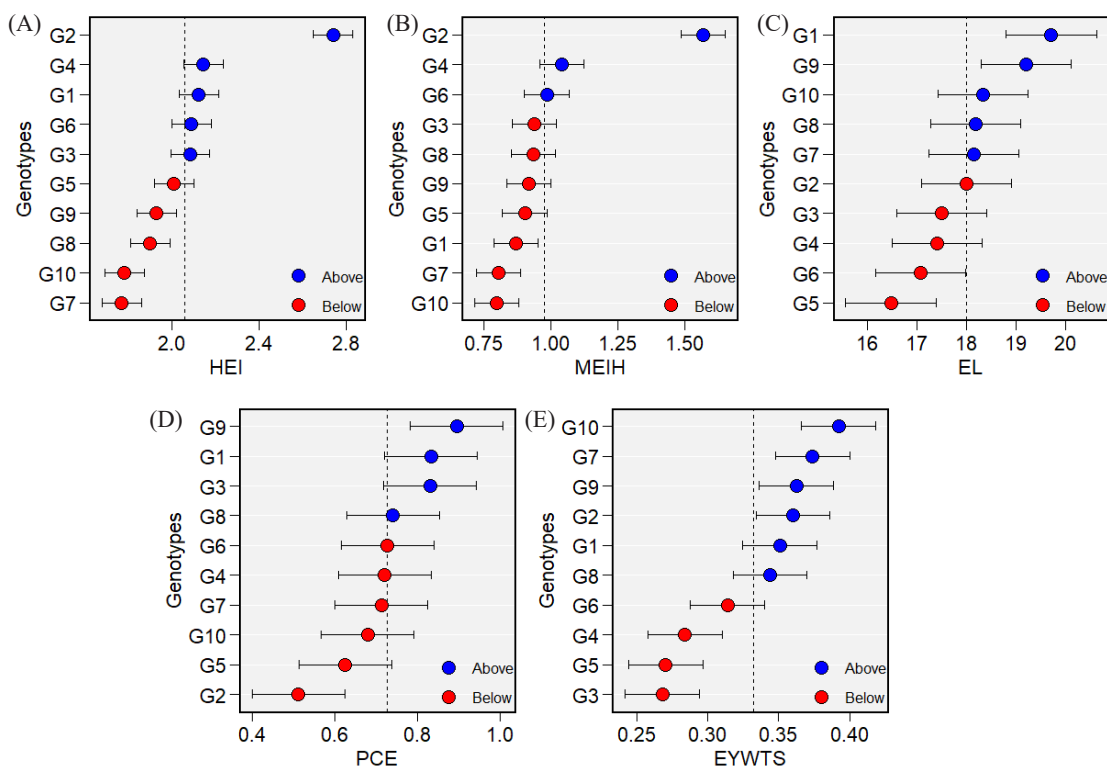 (A)
Genotypes
G2
G4
G1
G6
G3
G5
G9
G8
G10
G7
Above
Below
2.0 2.4 2.8
HEI
(B)
Genotypes
G2
G4
G6
G3
G8
G9
G5
G1
G7
G10
Above
Below
0.75 1.00 1.25 1.50
MEIH
(C)
Genotypes
G1
G9
G10
G8
G7
G2
G3
G4
G6
G5
Above
Below
16 17 18 19 20
EL
(D)
Genotypes
G9
G1
G3
G8
G6
G4
G7
G10
G5
G2
Above
Below
0.4 0.6 0.8 1.0
PCE
(E)
Genotypes
G10
G7
G9
G2
G1
G8
G6
G4
G5
G3
Above
Below
0.25 0.30 0.35 0.40
EYWTS